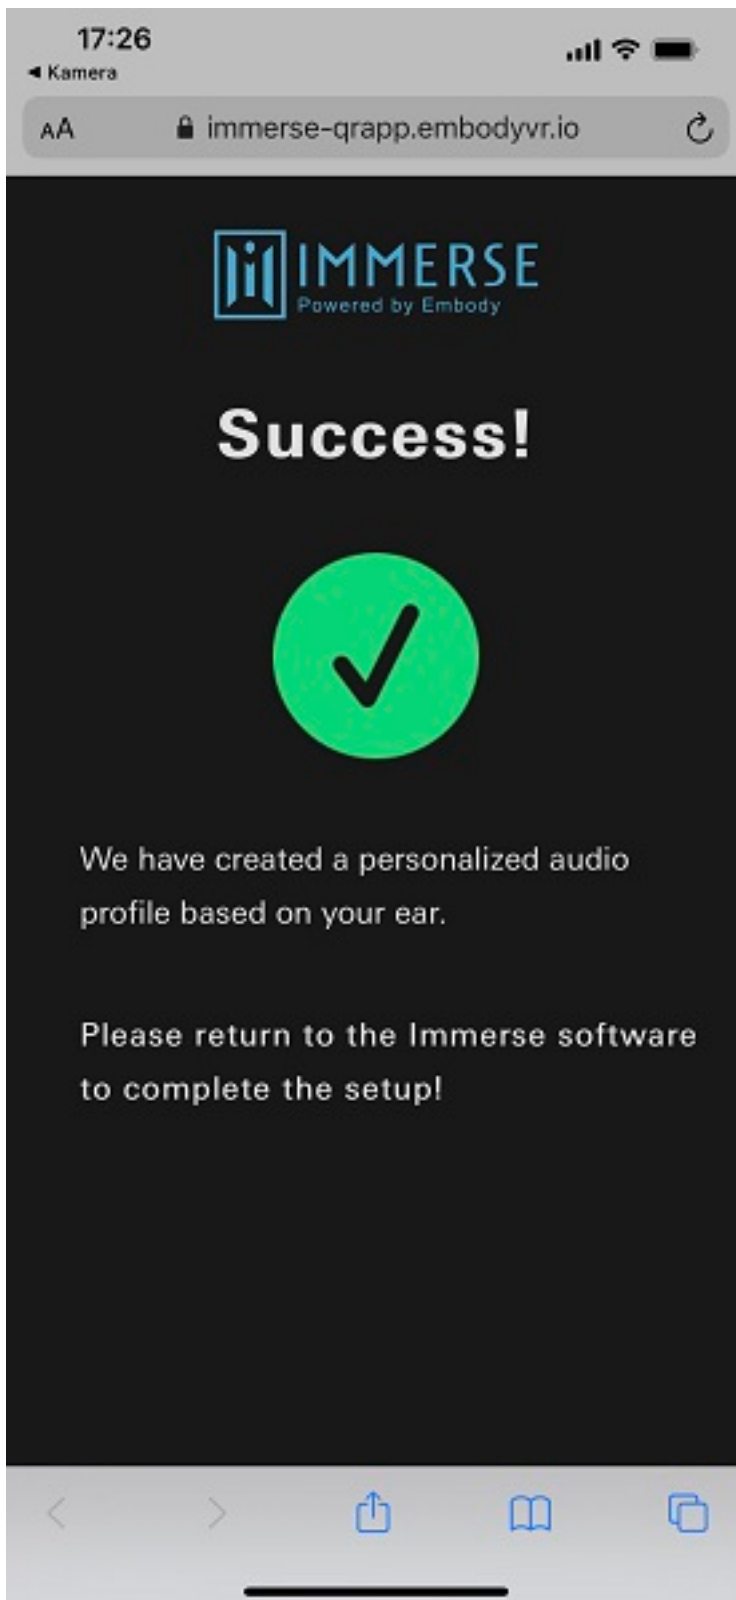 17:26
◀ Kamera
AA immerse-qrapp.embodyvr.io
IMMERSE
Powered by Embody
Success!
We have created a personalized audio
profile based on your ear.
Please return to the Immerse software
to complete the setup!